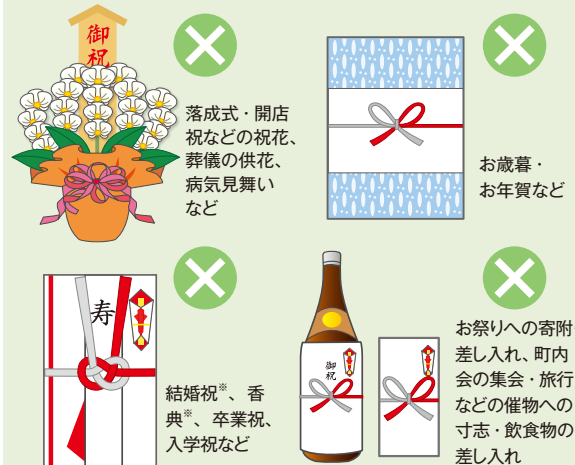 御祝
落成式・開店
祝などの祝花、
葬儀の供花、
病気見舞い
など
お歳暮・
お年賀など
寿
結婚祝※、香
典※、卒業祝、
入学祝など
御祝
お祭りへの寄附
差し入れ、町内
会の集会・旅行
などの催物への
寸志・飲食物の
差し入れ